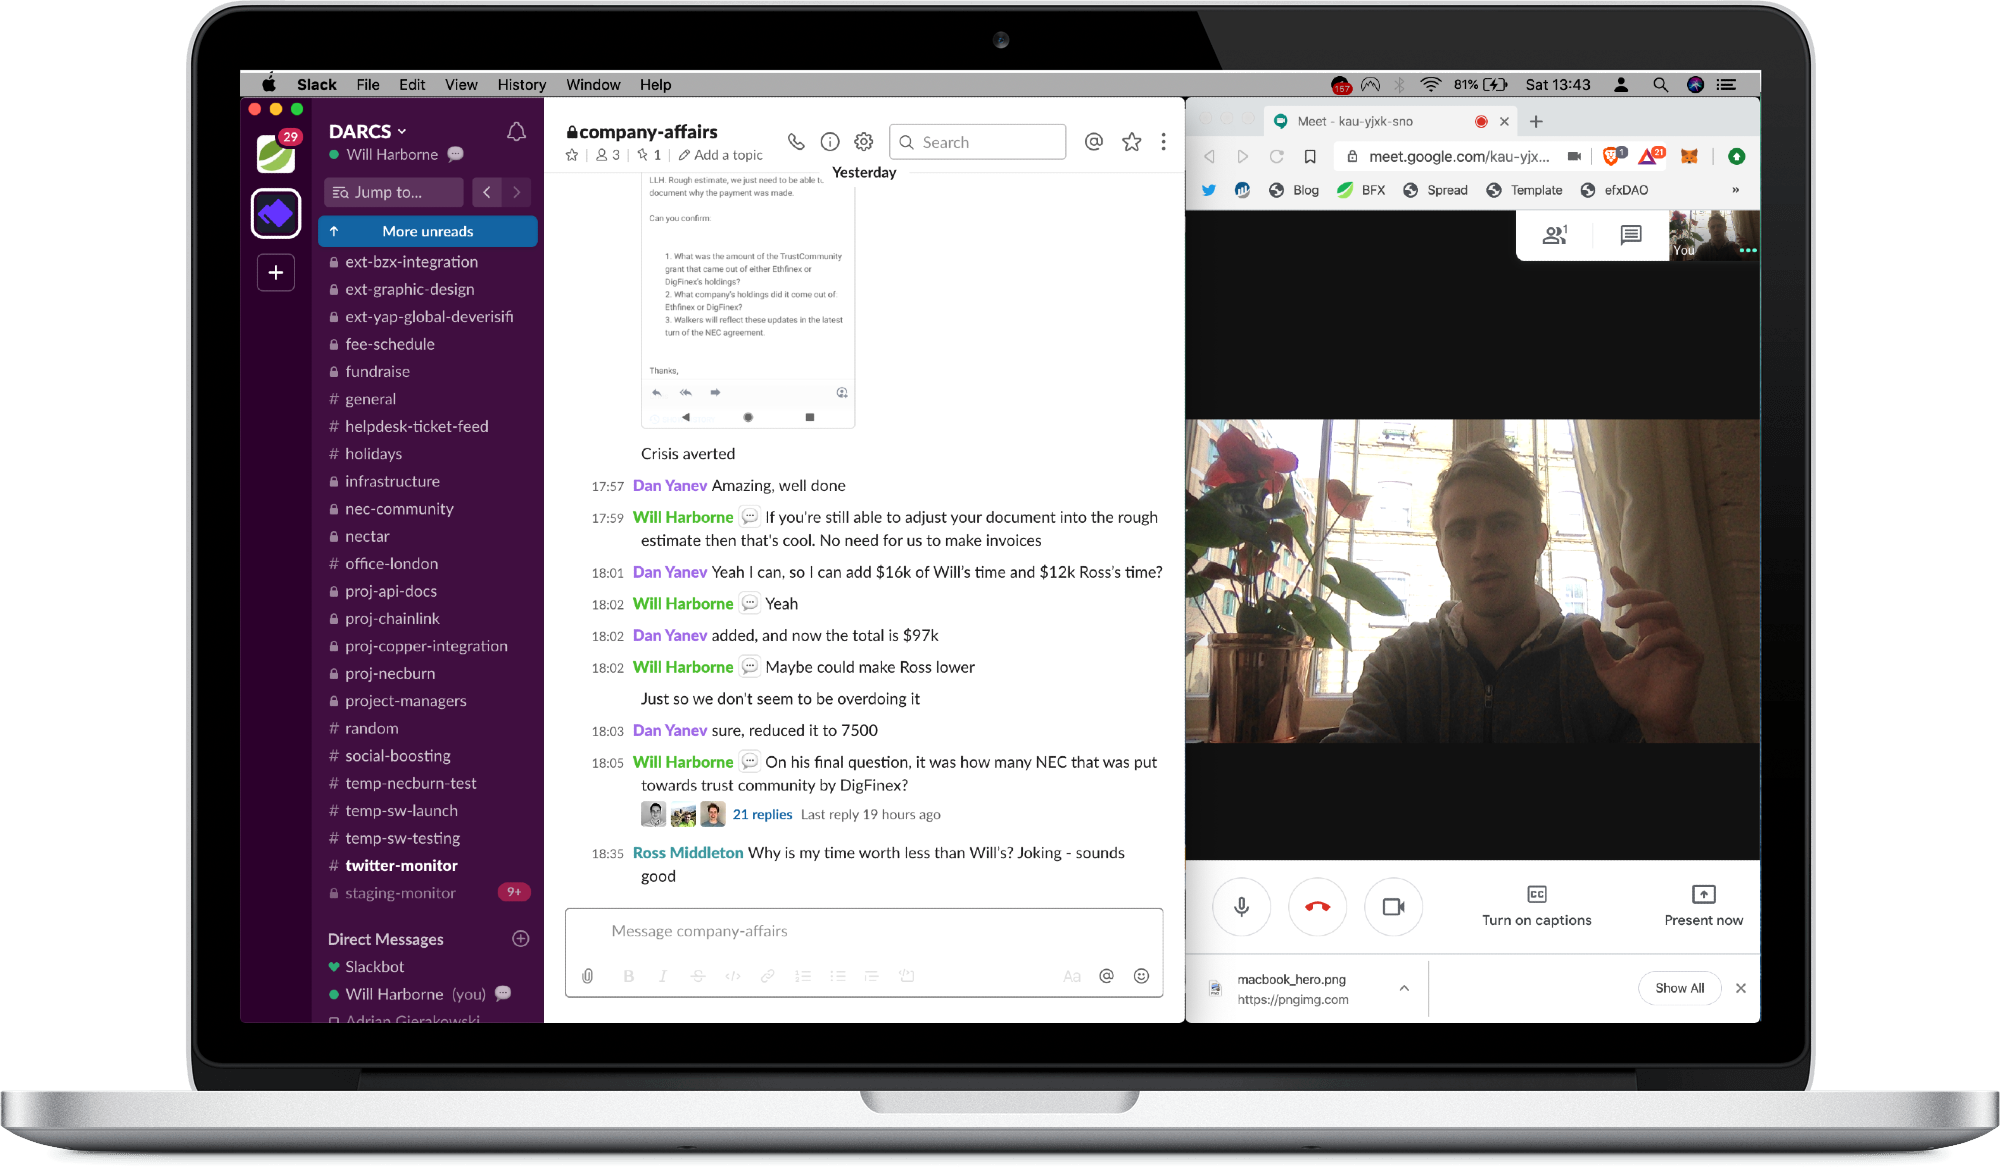 Slack File Edit View History Window Help
157 81% Sat 13:43
29
DARCS
Will Harborne
Jump to...
More unreads
ext-bzx-integration
ext-graphic-design
ext-yap-global-deverisifi
fee-schedule
fundraise
# general
# helpdesk-ticket-feed
# holidays
infrastructure
nec-community
nectar
# office-london
proj-api-docs
proj-chainlink
proj-copper-integration
proj-necburn
project-managers
# random
# social-boosting
# temp-necburn-test
# temp-sw-launch
# temp-sw-testing
# twitter-monitor
staging-monitor 9+
Direct Messages
Slackbot
Will Harborne (you)
Adrian Gierakowski
company-affairs
3 1 Add a topic
Search
Yesterday
LLH. Rough estimate, we just need to be able to
document why the payment was made.
Can you confirm:
1. What was the amount of the TrustCommunity
grant that came out of either Ethfinex or
DigFinex's holdings?
2. What company's holdings did it come out of:
Ethfinex or DigFinex?
3. Walkers will reflect these updates in the latest
turn of the NEC agreement.
Thanks,
Crisis averted
17:57 Dan Yanev Amazing, well done
17:59 Will Harborne If you're still able to adjust your document into the rough
estimate then that's cool. No need for us to make invoices
18:01 Dan Yanev Yeah I can, so I can add $16k of Will's time and $12k Ross's time?
18:02 Will Harborne Yeah
18:02 Dan Yanev added, and now the total is $97k
18:02 Will Harborne Maybe could make Ross lower
Just so we don't seem to be overdoing it
18:03 Dan Yanev sure, reduced it to 7500
18:05 Will Harborne On his final question, it was how many NEC that was put
towards trust community by DigFinex?
21 replies Last reply 19 hours ago
18:35 Ross Middleton Why is my time worth less than Will's? Joking - sounds
good
Message company-affairs
B I S </> Aa @
Meet - kau-yjxk-sno
meet.google.com/kau-yjx... 1 21
Blog BFX Spread Template efxDAO »
1
You
CC
Turn on captions Present now
macbook_hero.png
https://pngimg.com
Show All